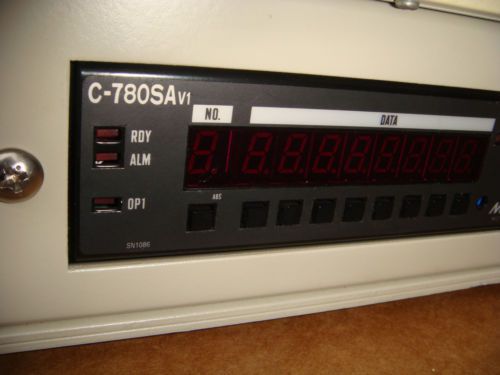 C-780SAV1
NO. DATA
RDY
ALM
ABS
OP1
SN1086